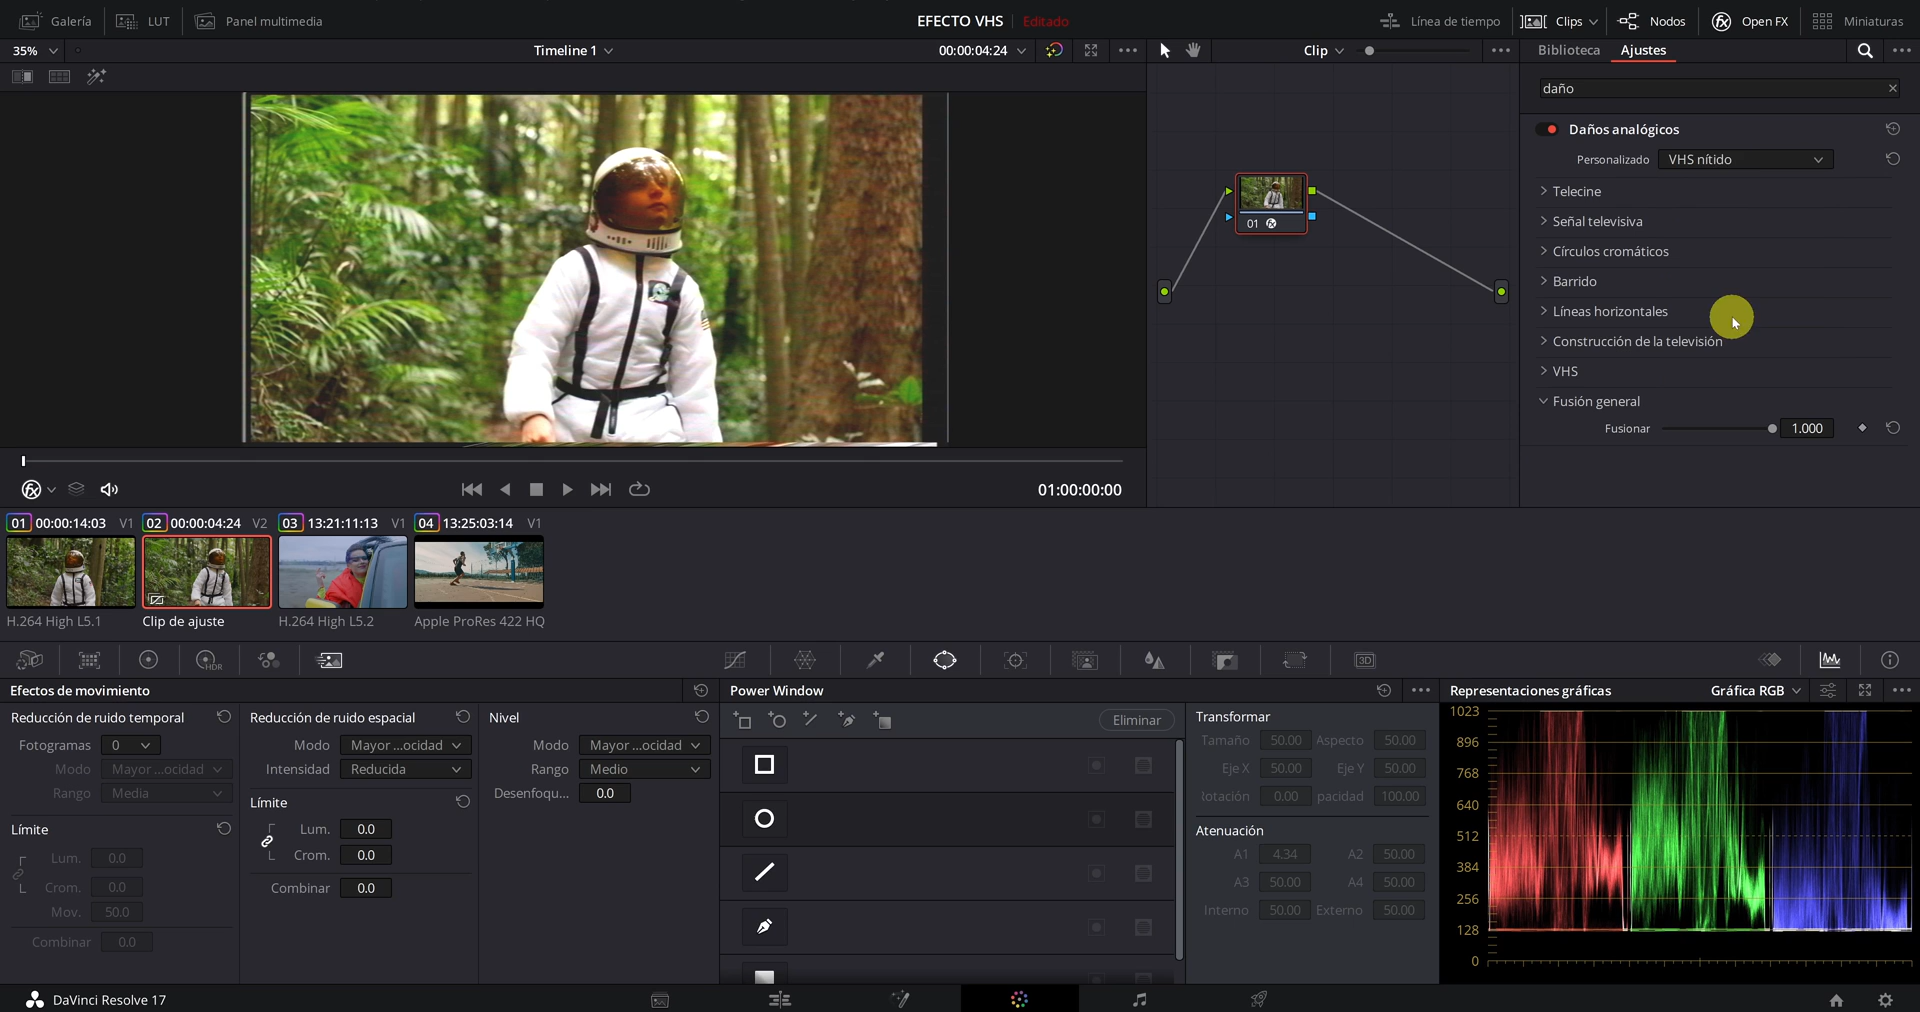 Galería
LUT
Panel multimedia
EFECTO VHS
Editado
Línea de tiempo
Clips
Nodos
Open FX
Miniaturas
35%
Timeline 1
00:00:04:24
Clip
Biblioteca
Ajustes
daño
Daños analógicos
Personalizado
VHS nítido
Telecine
Señal televisiva
Círculos cromáticos
Barrido
Líneas horizontales
Construcción de la televisión
VHS
Fusión general
Fusionar
1.000
01
01:00:00:00
01 00:00:14:03 V1
02 00:00:04:24 V2
03 13:21:11:13 V1
04 13:25:03:14 V1
H.264 High L5.1
Clip de ajuste
H.264 High L5.2
Apple ProRes 422 HQ
HDR
3D
Efectos de movimiento
Reducción de ruido temporal
Fotogramas 0
Modo Mayor ...ocidad
Rango Media
Límite
Lum. 0.0
Crom. 0.0
Mov. 50.0
Combinar 0.0
Reducción de ruido espacial
Modo Mayor ...ocidad
Intensidad Reducida
Límite
Lum. 0.0
Crom. 0.0
Combinar 0.0
Nivel
Modo Mayor ...ocidad
Rango Medio
Desenfoqu... 0.0
Power Window
Eliminar
Transformar
Tamaño 50.00 Aspecto 50.00
Eje X 50.00 Eje Y 50.00
Rotación 0.00 pacidad 100.00
Atenuación
A1 4.34 A2 50.00
A3 50.00 A4 50.00
Interno 50.00 Externo 50.00
Representaciones gráficas
Gráfica RGB
1023
896
768
640
512
384
256
128
0
DaVinci Resolve 17